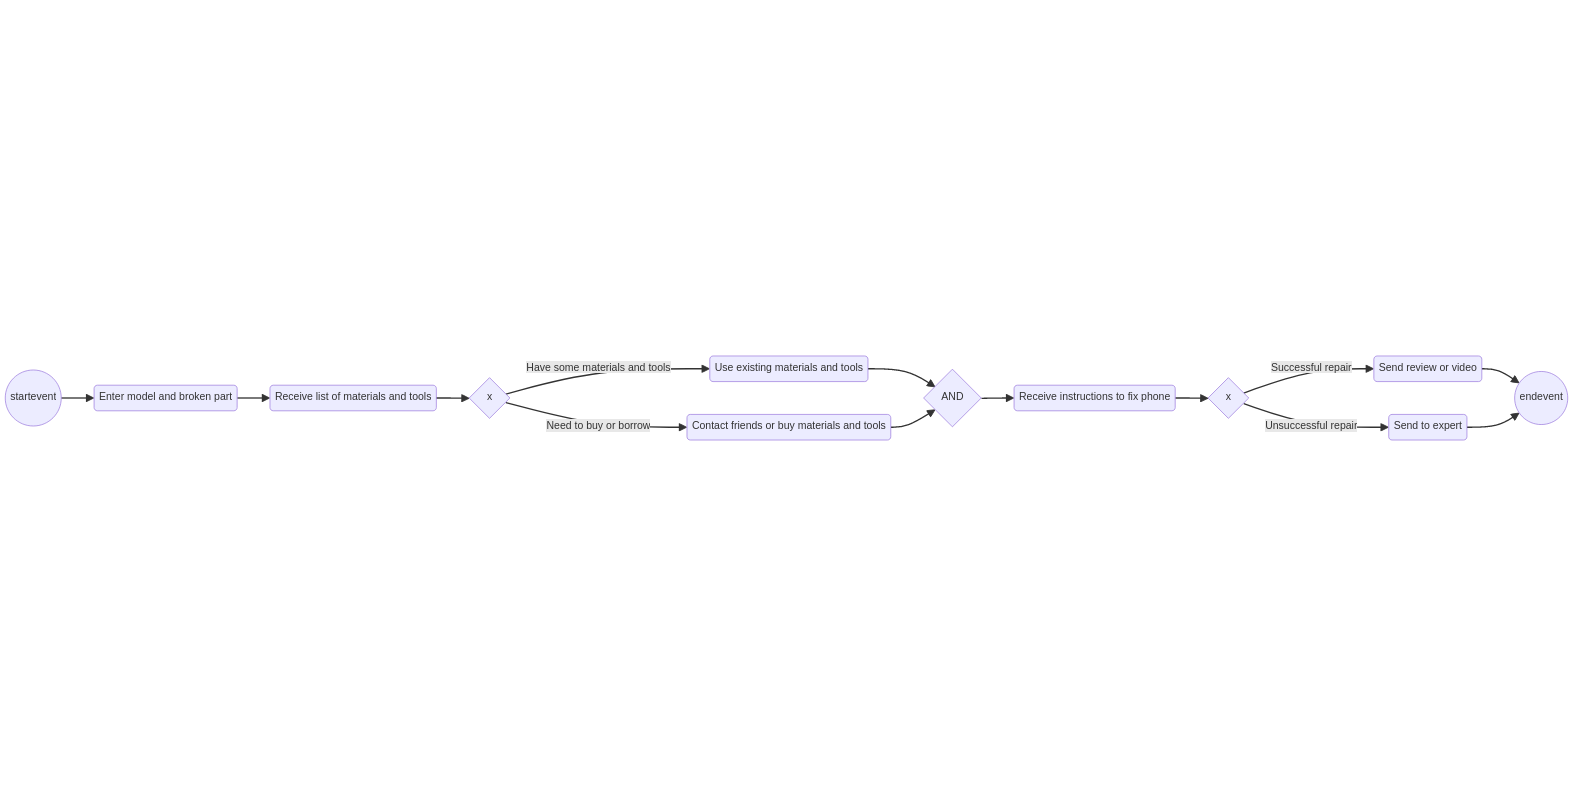 startevent
Enter model and broken part
Receive list of materials and tools
x
Have some materials and tools
Need to buy or borrow
Use existing materials and tools
Contact friends or buy materials and tools
AND
Receive instructions to fix phone
x
Successful repair
Unsuccessful repair
Send review or video
Send to expert
endevent